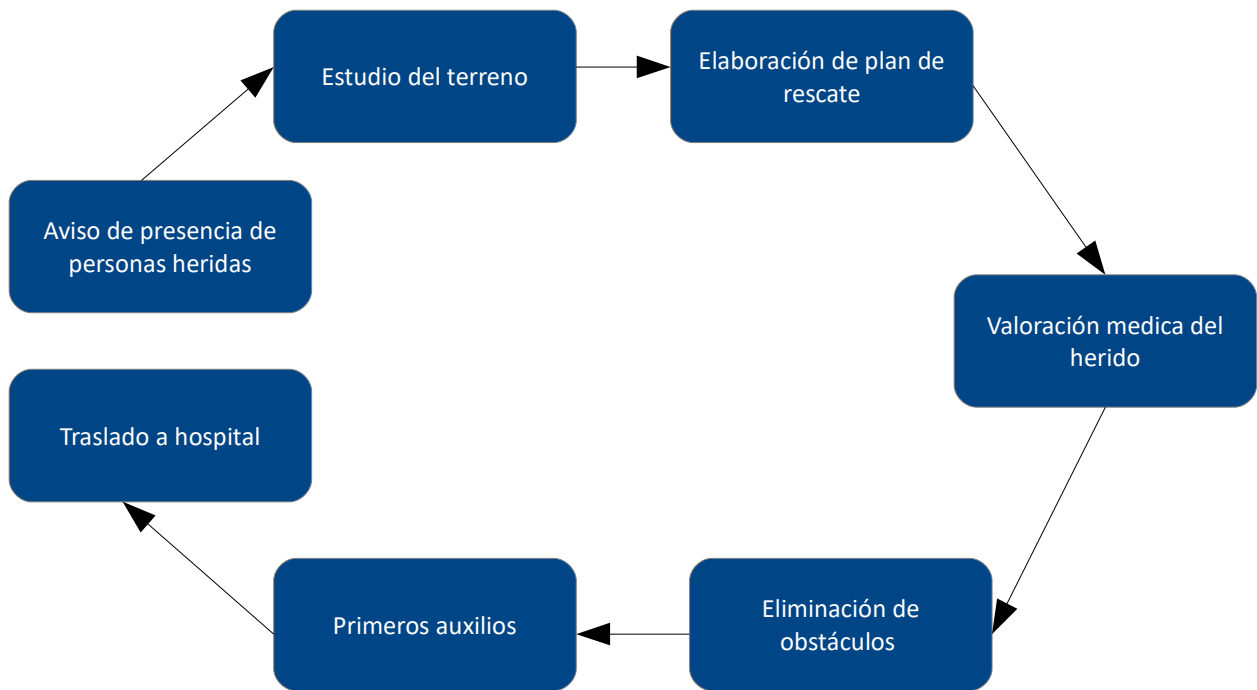 Estudio del terreno
Elaboración de plan de
rescate
Aviso de presencia de
personas heridas
Valoración medica del
herido
Traslado a hospital
Primeros auxilios
Eliminación de
obstáculos